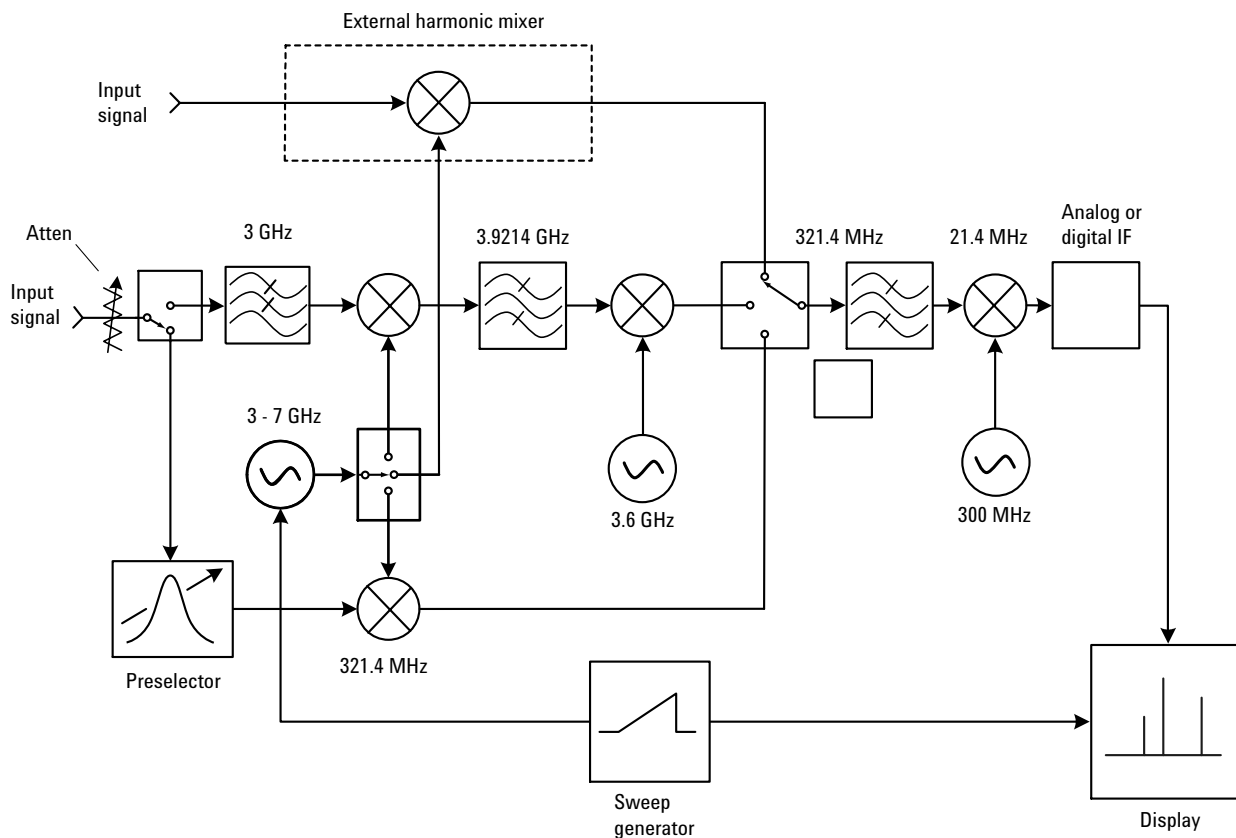 External harmonic mixer
Input
signal
Atten
3 GHz
3.9214 GHz
321.4 MHz
21.4 MHz
Analog or
digital IF
Input
signal
3 - 7 GHz
3.6 GHz
300 MHz
321.4 MHz
Preselector
Sweep
generator
Display